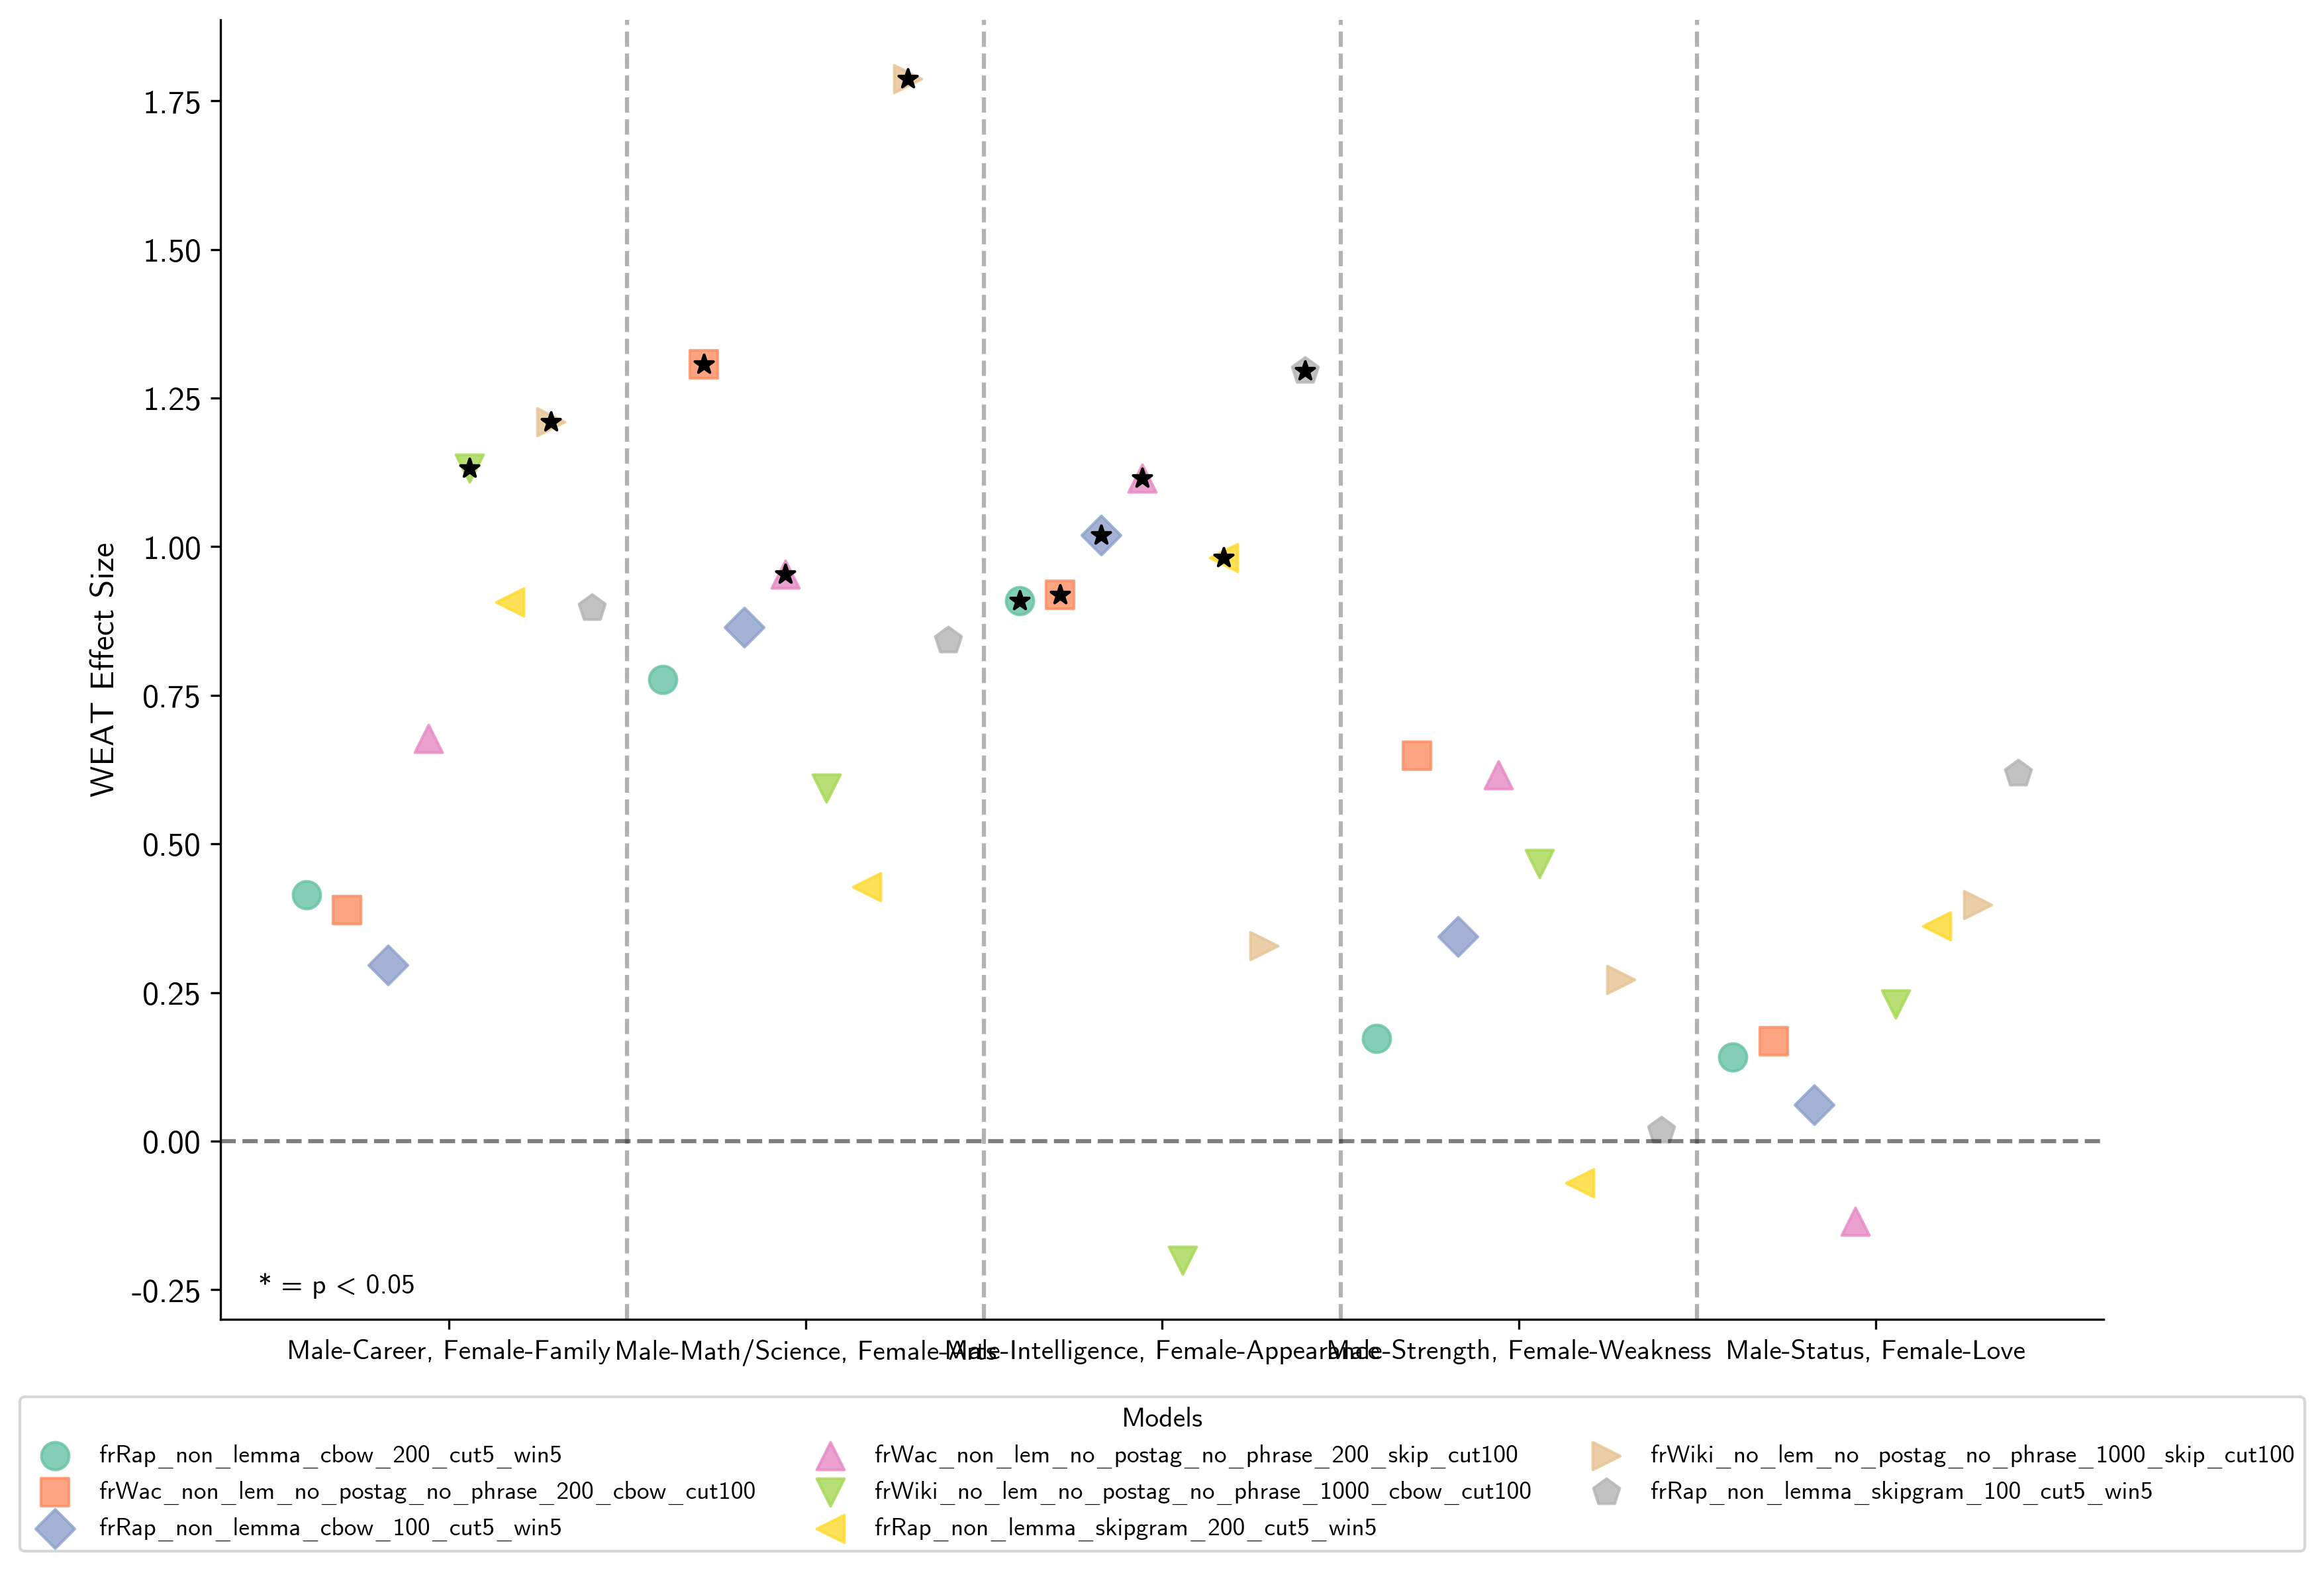 WEAT Effect Size
1.75
1.50
1.25
1.00
0.75
0.50
0.25
0.00
-0.25
* = p < 0.05
Male-Career, Female-Family
Male-Math/Science, Female-Arts
Male-Intelligence, Female-Appearance
Male-Strength, Female-Weakness
Male-Status, Female-Love
Models
frRap_non_lemma_cbow_200_cut5_win5
frWac_non_lem_no_postag_no_phrase_200_cbow_cut100
frRap_non_lemma_cbow_100_cut5_win5
frWac_non_lem_no_postag_no_phrase_200_skip_cut100
frWiki_no_lem_no_postag_no_phrase_1000_cbow_cut100
frRap_non_lemma_skipgram_200_cut5_win5
frWiki_no_lem_no_postag_no_phrase_1000_skip_cut100
frRap_non_lemma_skipgram_100_cut5_win5